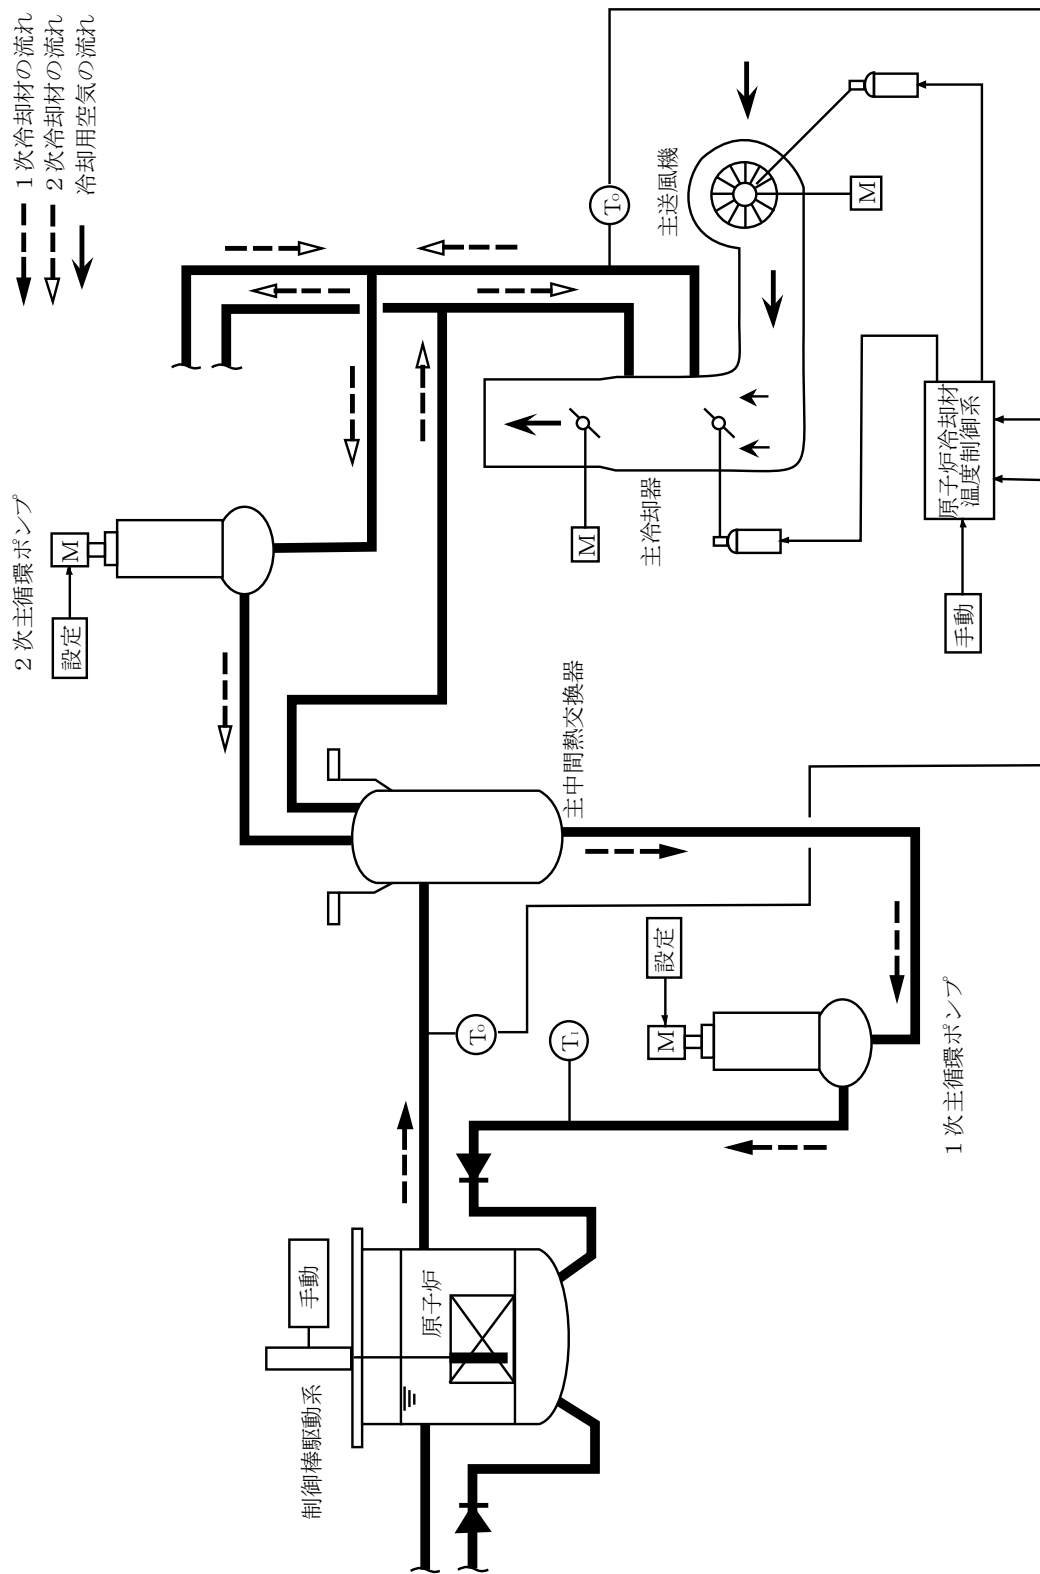 1次冷却材の流れ
2次冷却材の流れ
冷却用空気の流れ
制御棒駆動系
手動
原子炉
To
TI
1次主循環ポンプ
M
設定
主中間熱交換器
2次主循環ポンプ
M
設定
主冷却器
M
主送風機
M
To
原子炉冷却材
温度制御系
手動